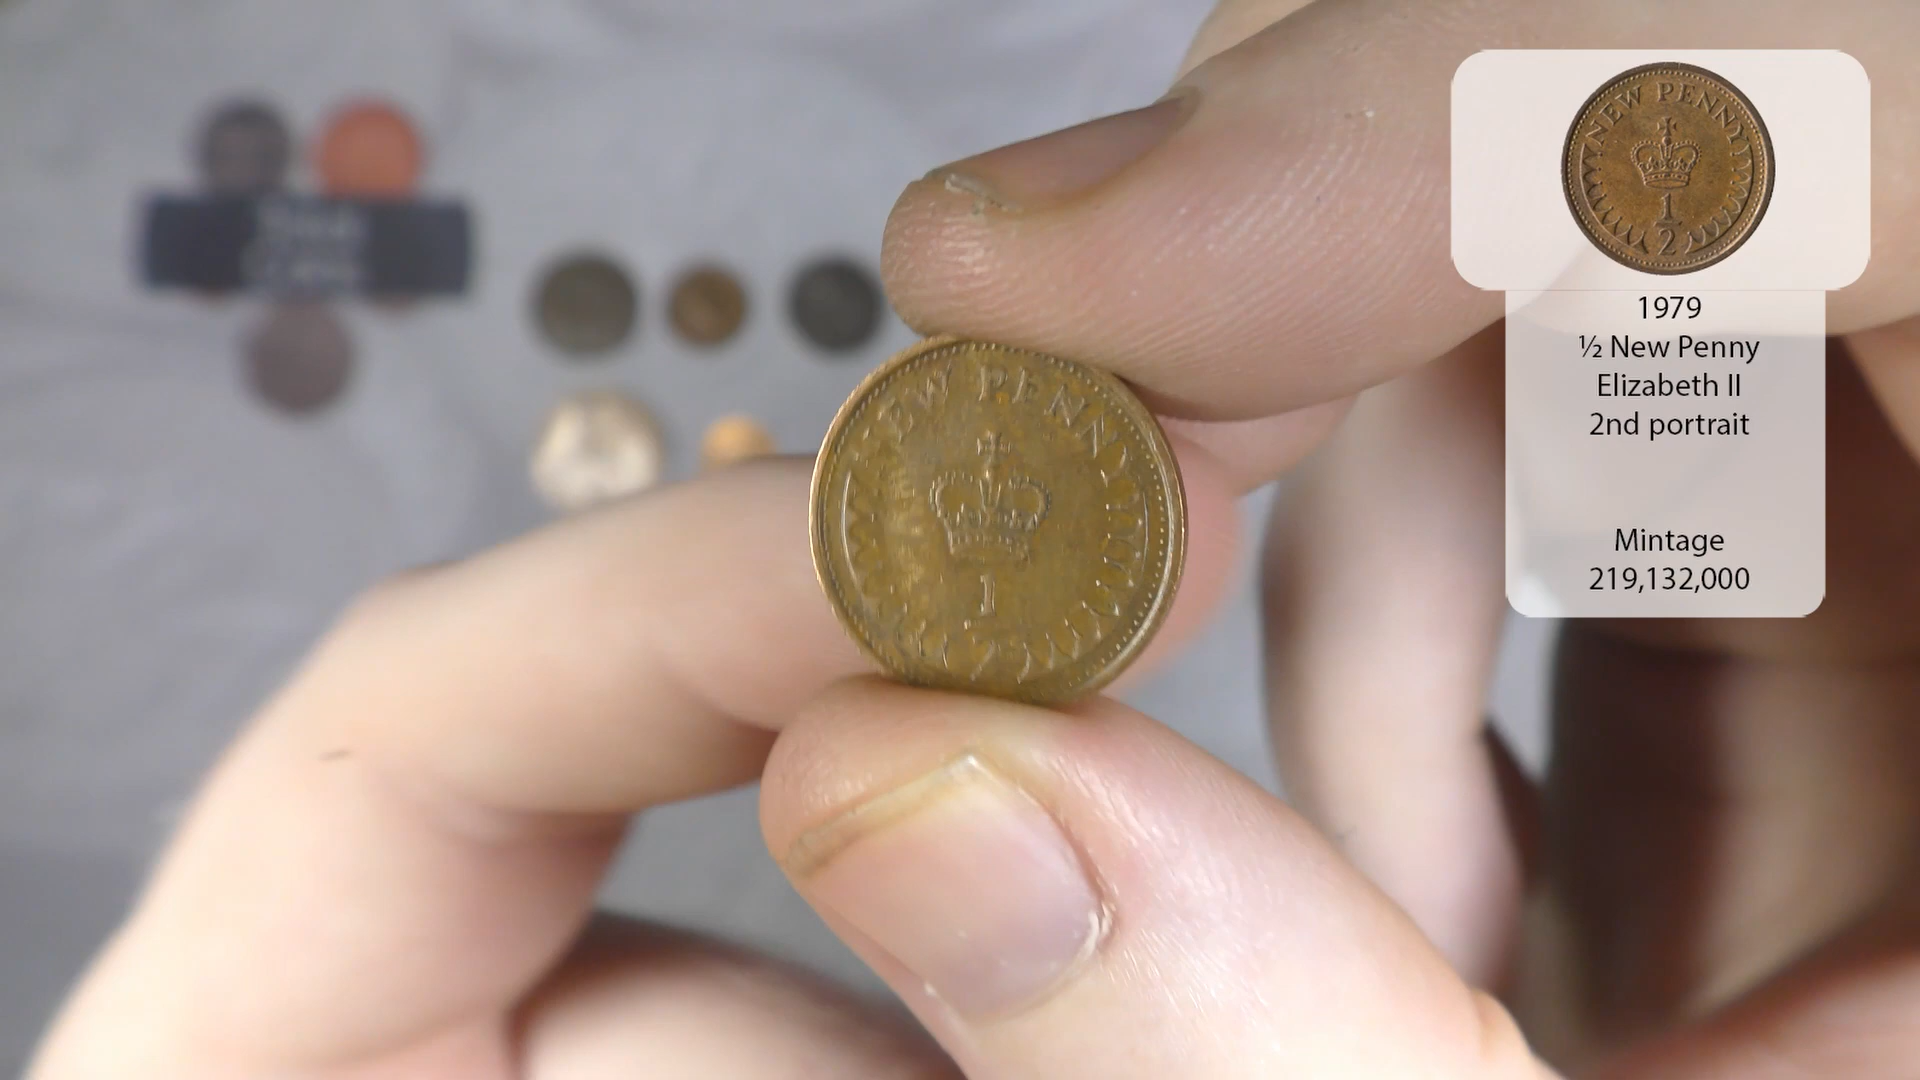 NEW PENNY
1
2
1979
½ New Penny
Elizabeth II
2nd portrait
Mintage
219,132,000
NEW PENNY
1
2